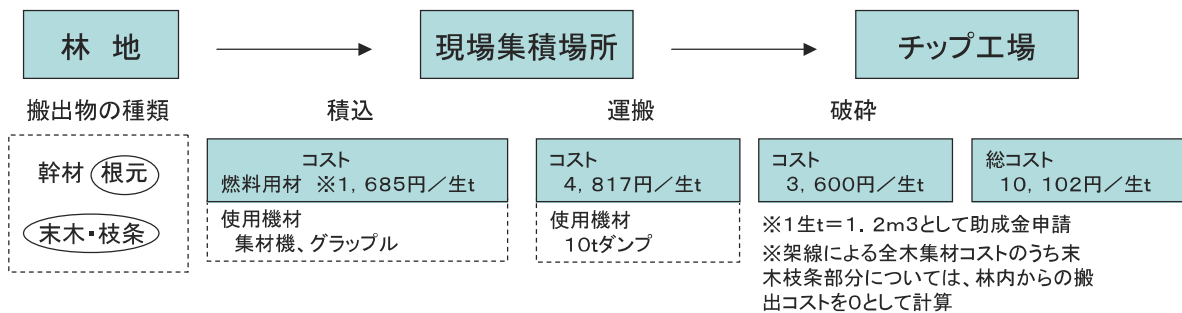 林 地
現場集積場所
チップ工場
搬出物の種類
積込
運搬
破砕
幹材 根元
末木・枝条
コスト
燃料用材 ※1,685円/生t
使用機材
集材機、グラップル
コスト
4,817円/生t
使用機材
10tダンプ
コスト
3,600円/生t
総コスト
10,102円/生t
※1生t=1.2m3として助成金申請
※架線による全木集材コストのうち末
木枝条部分については、林内からの搬
出コストを0として計算